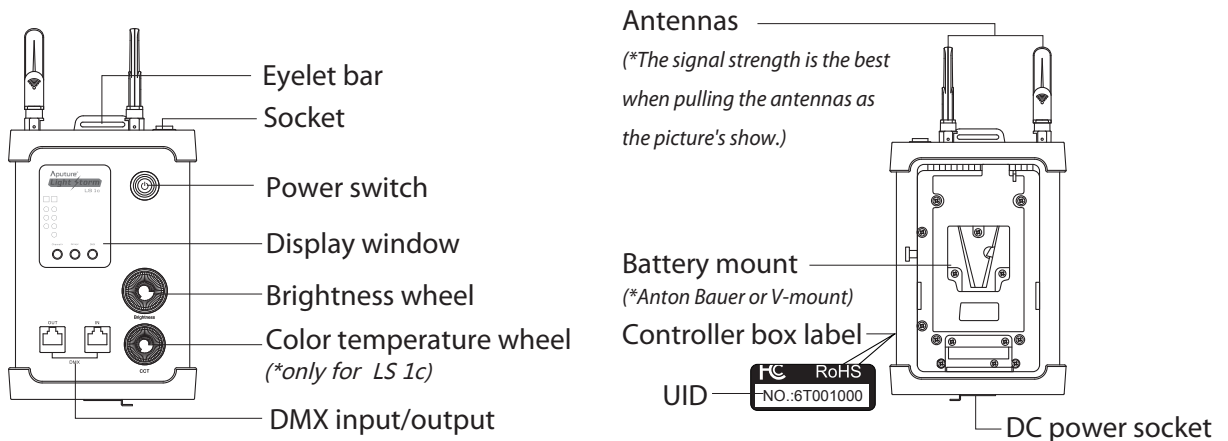 Eyelet bar
Socket
Power switch
Display window
Brightness wheel
Color temperature wheel
(*only for LS 1c)
DMX input/output
Aputure
Light Storm
LS 1c
Brightness
OUT
IN
DMX
CCT
Antennas
(*The signal strength is the best
when pulling the antennas as
the picture's show.)
Battery mount
(*Anton Bauer or V-mount)
Controller box label
UID
FC RoHS
NO.:6T001000
DC power socket